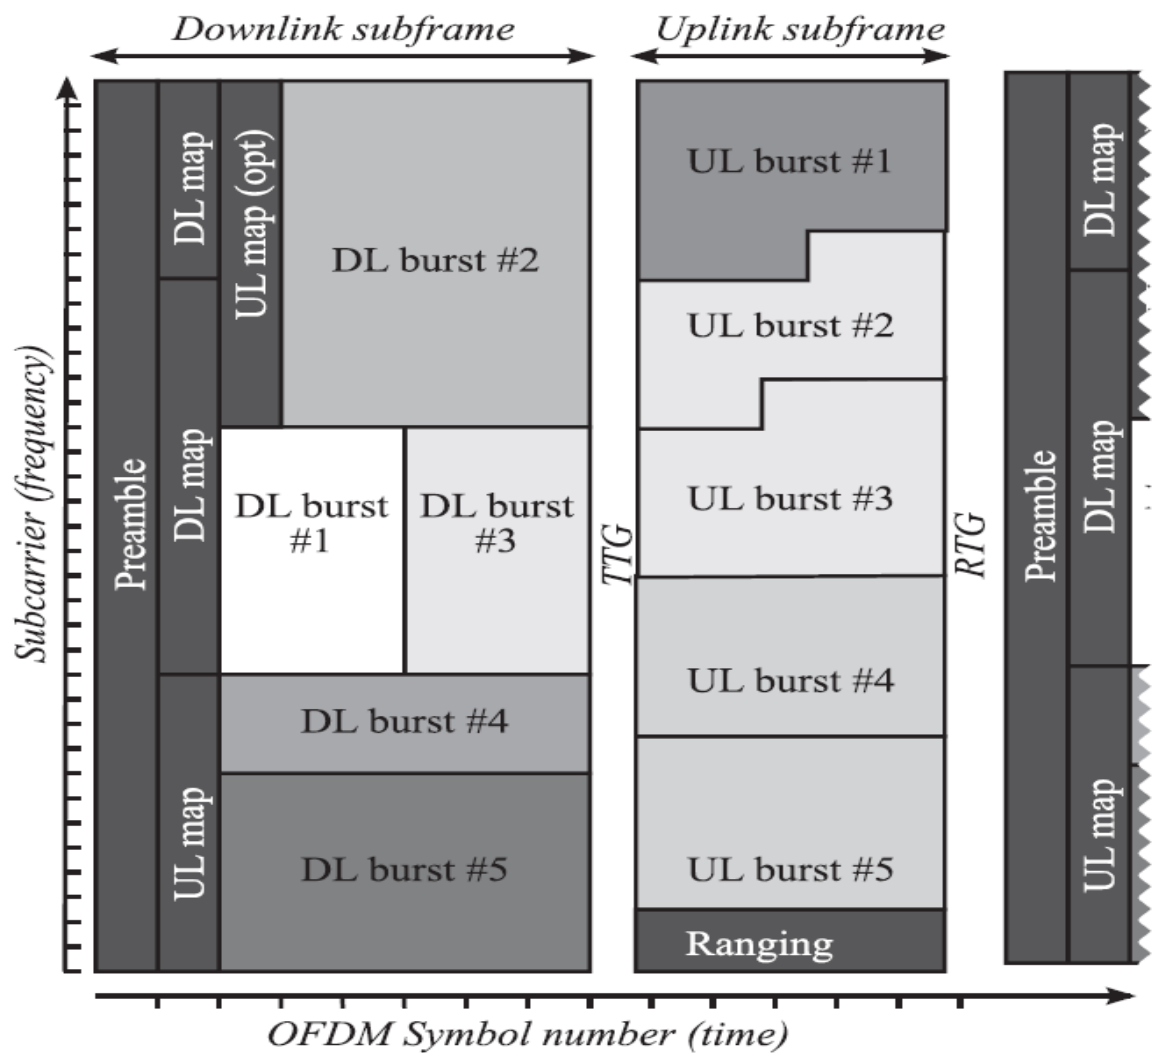 Downlink subframe
Uplink subframe
Subcarrier (frequency)
Preamble
DL map
DL map
UL map
UL map (opt)
DL burst #2
DL burst
#1
DL burst
#3
DL burst #4
DL burst #5
TTG
UL burst #1
UL burst #2
UL burst #3
UL burst #4
UL burst #5
Ranging
RTG
Preamble
DL map
DL map
UL map
OFDM Symbol number (time)